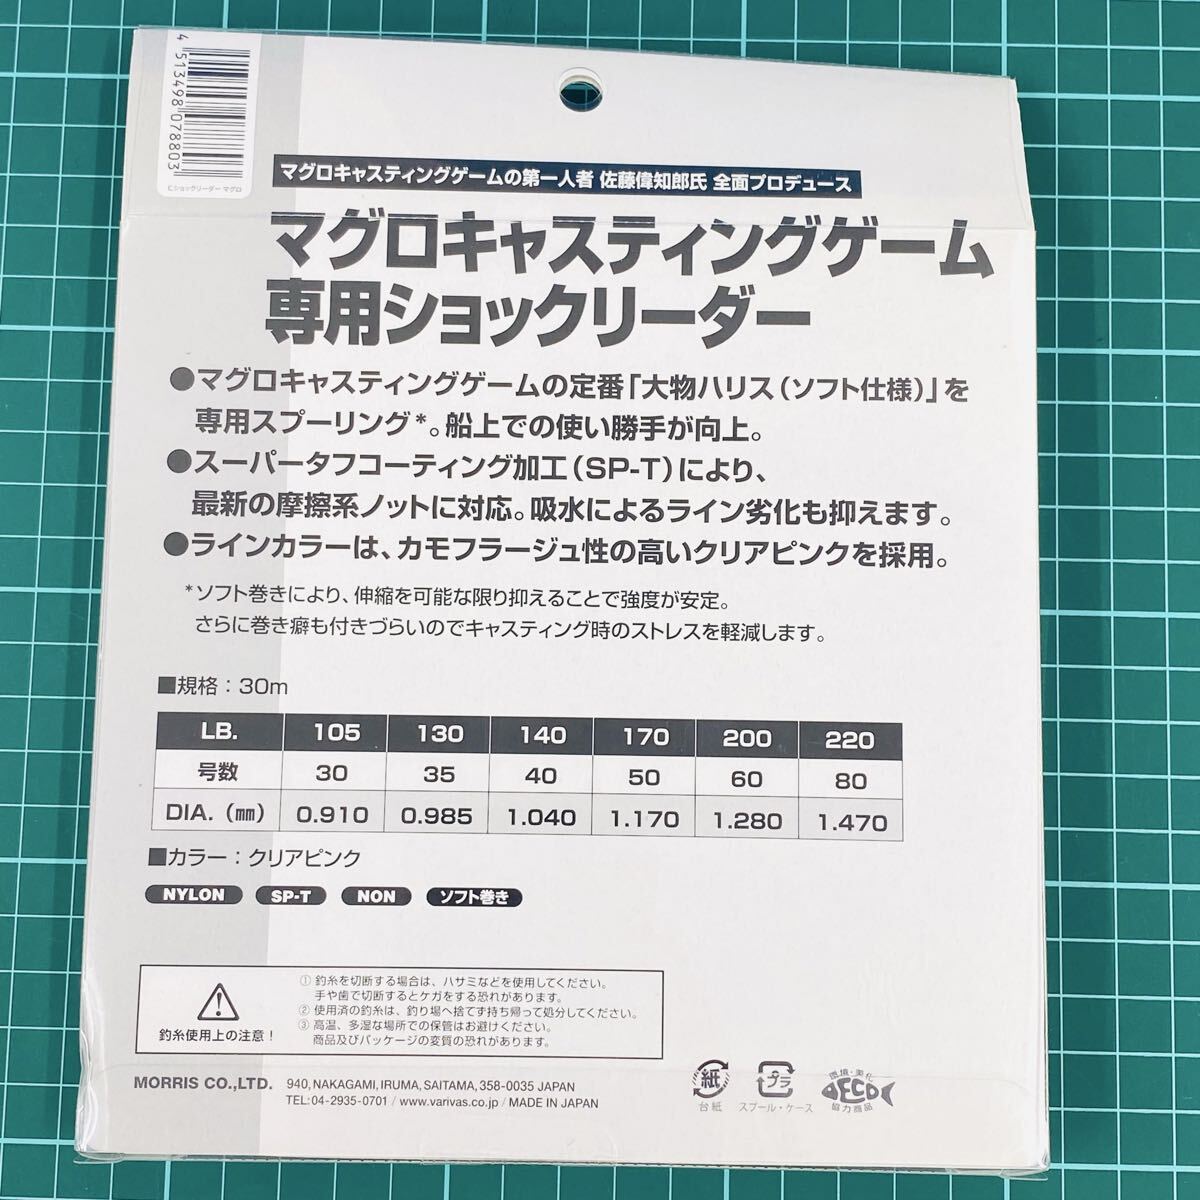 4 513498 078803
ショックリーダー マグロ
マグロキャスティングゲームの第一人者 佐藤偉知郎氏 全面プロデュース
マグロキャスティングゲーム
専用ショックリーダー
●マグロキャスティングゲームの定番「大物ハリス(ソフト仕様)」を
専用スプーリング*。船上での使い勝手が向上。
●スーパータフコーティング加工(SP-T)により、
最新の摩擦系ノットに対応。吸水によるライン劣化も抑えます。
●ラインカラーは、カモフラージュ性の高いクリアピンクを採用。
*ソフト巻きにより、伸縮を可能な限り抑えることで強度が安定。
さらに巻き癖も付きづらいのでキャスティング時のストレスを軽減します。
■規格:30m
LB. 105 130 140 170 200 220
号数 30 35 40 50 60 80
DIA.(㎜) 0.910 0.985 1.040 1.170 1.280 1.470
■カラー:クリアピンク
NYLON SP-T NON ソフト巻き
釣糸使用上の注意!
① 釣糸を切断する場合は、ハサミなどを使用してください。
手や歯で切断するとケガをする恐れがあります。
② 使用済の釣糸は、釣り場へ捨てず持ち帰って処分してください。
③ 高温、多湿な場所での保管はお避けください。
商品及びパッケージの変質の恐れがあります。
MORRIS CO.,LTD. 940, NAKAGAMI, IRUMA, SAITAMA, 358-0035 JAPAN
TEL:04-2935-0701 / www.varivas.co.jp / MADE IN JAPAN
紙
台紙
プラ
スプール・ケース
環境・美化
ECO
協力商品